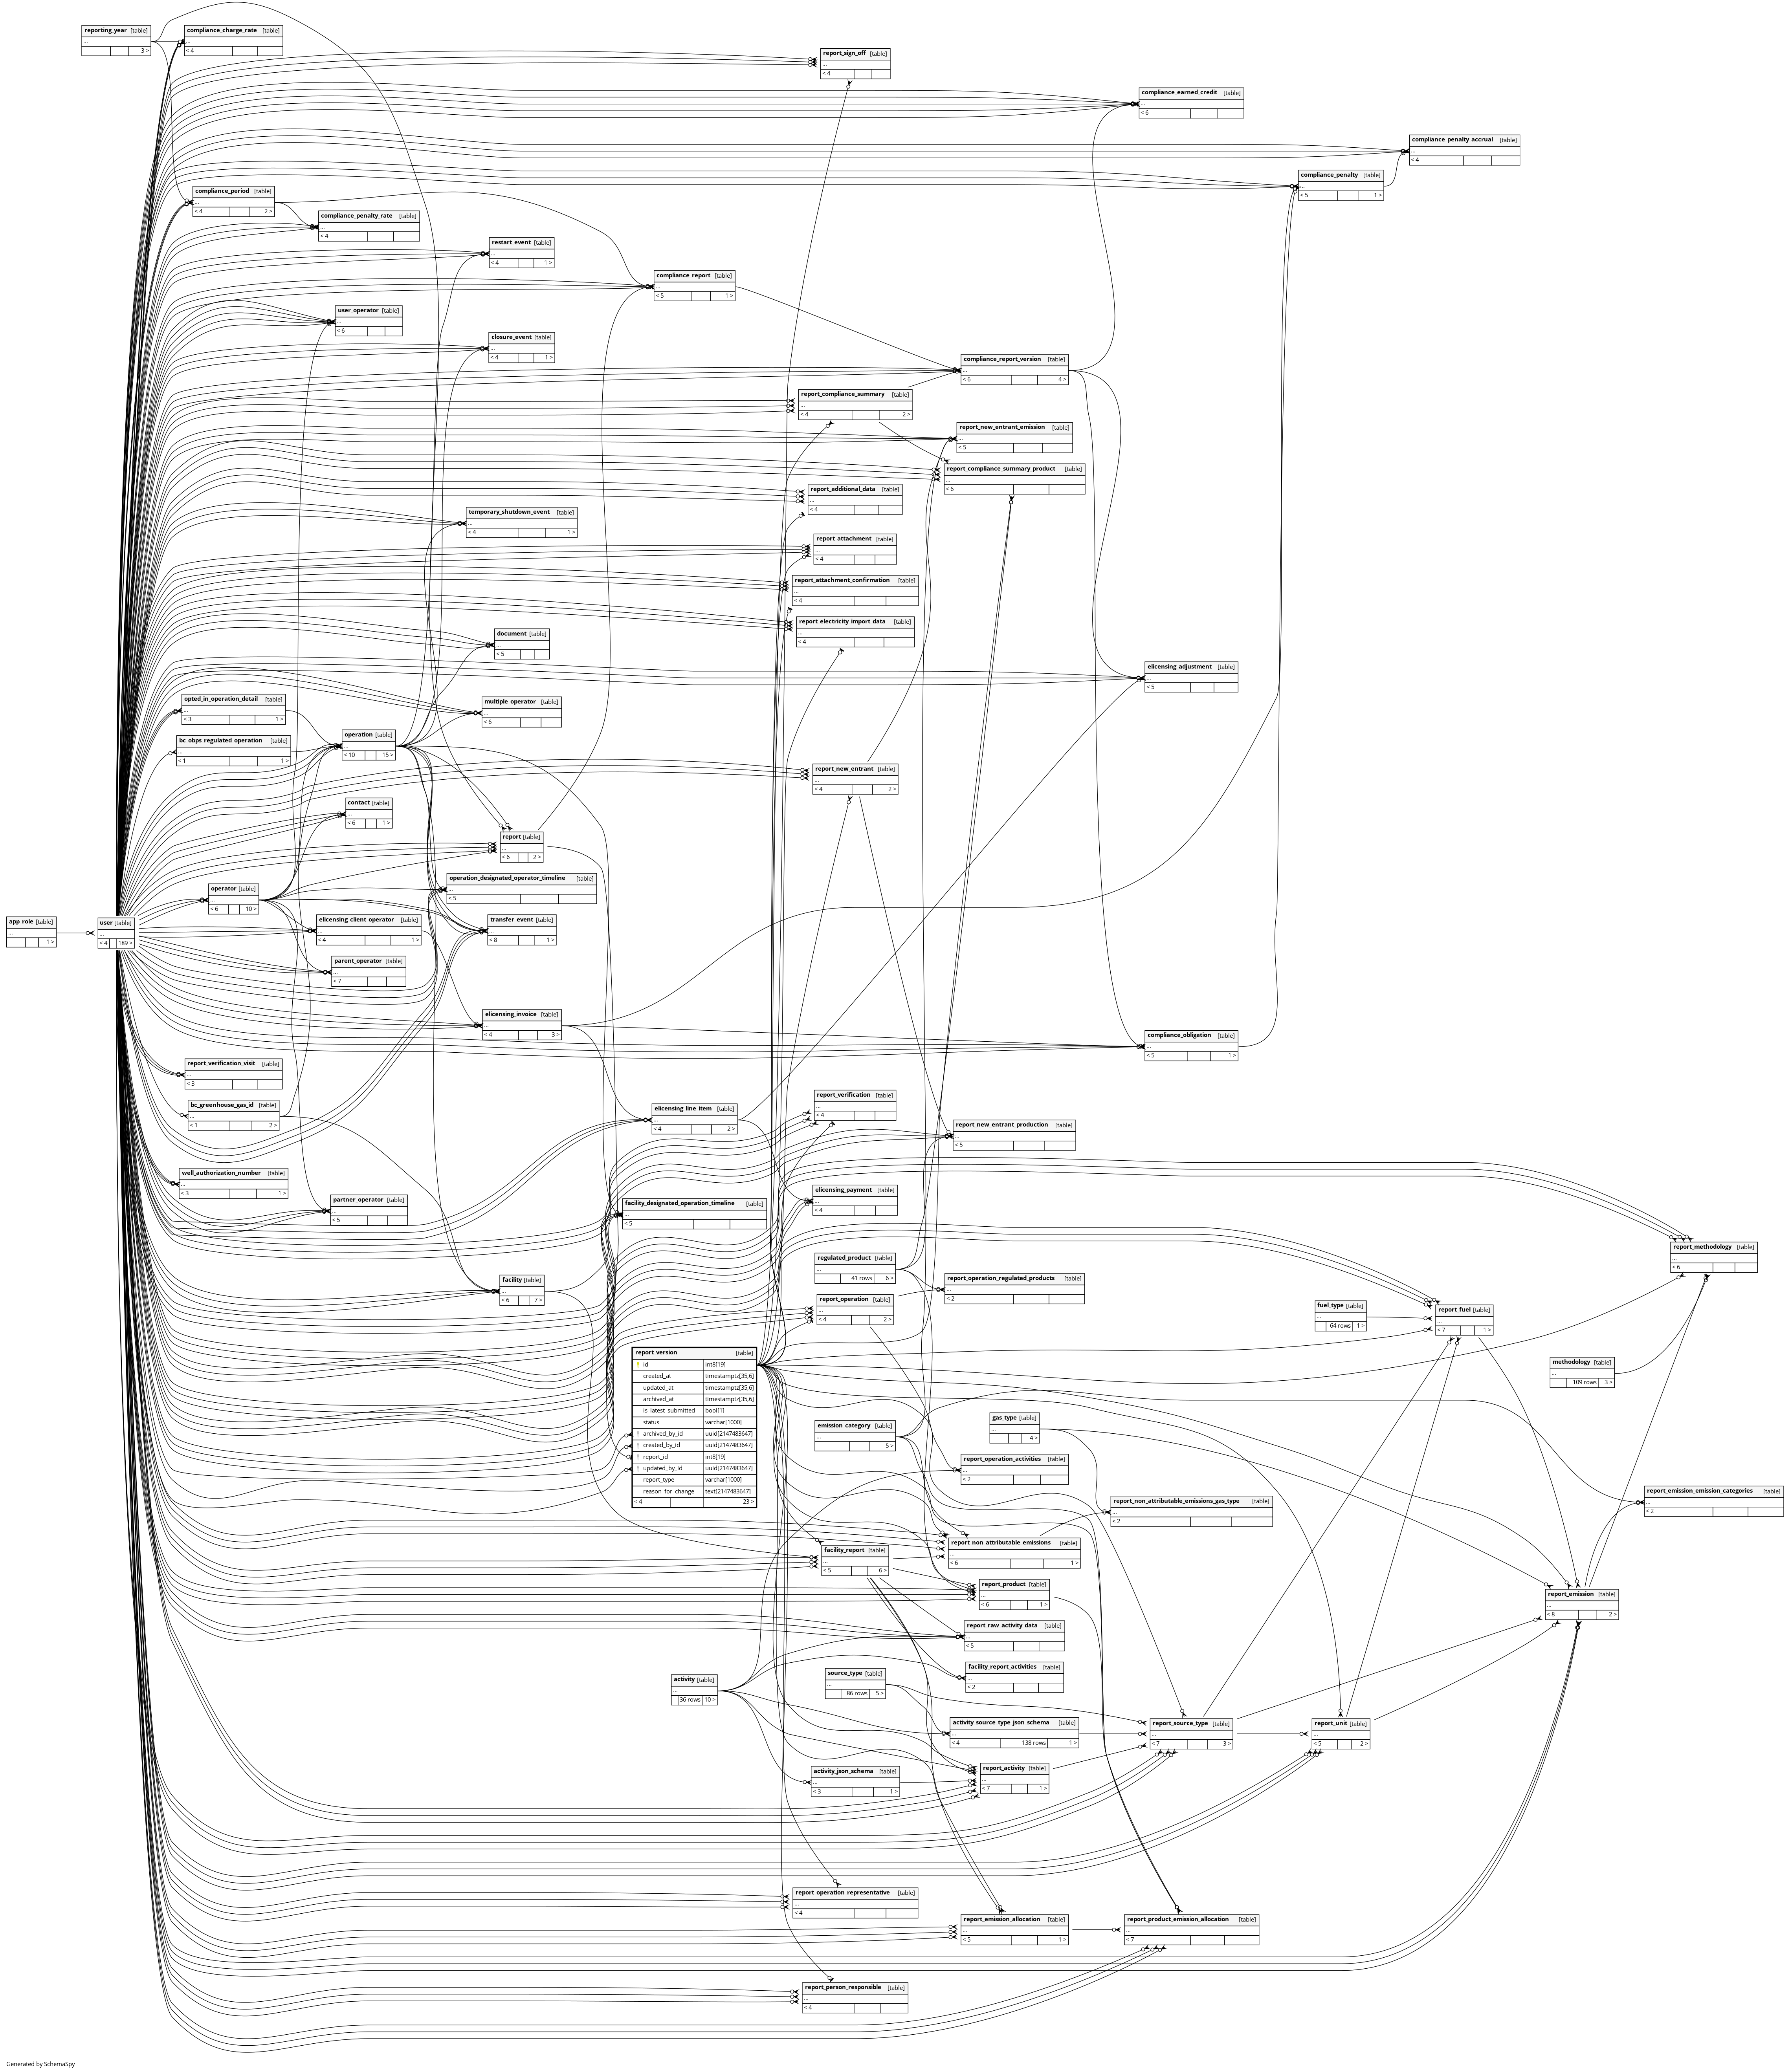 reporting_year [table]
...
3 >
compliance_charge_rate [table]
...
< 4
report_sign_off [table]
...
< 4
compliance_earned_credit [table]
...
< 6
compliance_penalty_accrual [table]
...
< 4
compliance_penalty [table]
...
< 5 1 >
compliance_period [table]
...
< 4 2 >
compliance_penalty_rate [table]
...
< 4
restart_event [table]
...
< 4 1 >
compliance_report [table]
...
< 5 1 >
user_operator [table]
...
< 6
closure_event [table]
...
< 4 1 >
compliance_report_version [table]
...
< 6 4 >
report_compliance_summary [table]
...
< 4 2 >
report_new_entrant_emission [table]
...
< 5
report_compliance_summary_product [table]
...
< 6
report_additional_data [table]
...
< 4
temporary_shutdown_event [table]
...
< 4 1 >
report_attachment [table]
...
< 4
report_attachment_confirmation [table]
...
< 4
report_electricity_import_data [table]
...
< 4
document [table]
...
< 5
elicensing_adjustment [table]
...
< 5
opted_in_operation_detail [table]
...
< 3 1 >
multiple_operator [table]
...
< 6
operation [table]
...
< 10 15 >
bc_obps_regulated_operation [table]
...
< 1 1 >
report_new_entrant [table]
...
< 4 2 >
contact [table]
...
< 6 1 >
report [table]
...
< 6 2 >
operation_designated_operator_timeline [table]
...
< 5
operator [table]
...
< 6 10 >
app_role [table]
...
1 >
user [table]
...
< 4 189 >
elicensing_client_operator [table]
...
< 4 1 >
transfer_event [table]
...
< 8 1 >
parent_operator [table]
...
< 7
elicensing_invoice [table]
...
< 4 3 >
compliance_obligation [table]
...
< 5 1 >
report_verification_visit [table]
...
< 3
bc_greenhouse_gas_id [table]
...
< 1 2 >
report_verification [table]
...
< 4
elicensing_line_item [table]
...
< 4 2 >
report_new_entrant_production [table]
...
< 5
well_authorization_number [table]
...
< 3 1 >
partner_operator [table]
...
< 5
elicensing_payment [table]
...
< 4
facility_designated_operation_timeline [table]
...
< 5
report_methodology [table]
...
< 6
regulated_product [table]
...
41 rows 6 >
facility [table]
...
< 6 7 >
report_operation_regulated_products [table]
...
< 2
report_operation [table]
...
< 4 2 >
fuel_type [table]
...
64 rows 1 >
report_fuel [table]
...
< 7 1 >
report_version [table]
id int8[19]
created_at timestamptz[35,6]
updated_at timestamptz[35,6]
archived_at timestamptz[35,6]
is_latest_submitted bool[1]
status varchar[1000]
archived_by_id uuid[2147483647]
created_by_id uuid[2147483647]
report_id int8[19]
updated_by_id uuid[2147483647]
report_type varchar[1000]
reason_for_change text[2147483647]
< 4 23 >
methodology [table]
...
109 rows 3 >
emission_category [table]
...
5 >
gas_type [table]
...
4 >
report_operation_activities [table]
...
< 2
report_emission_emission_categories [table]
...
< 2
report_non_attributable_emissions_gas_type [table]
...
< 2
report_non_attributable_emissions [table]
...
< 6 1 >
facility_report [table]
...
< 5 6 >
report_product [table]
...
< 6 1 >
report_emission [table]
...
< 8 2 >
report_raw_activity_data [table]
...
< 5
facility_report_activities [table]
...
< 2
activity [table]
...
36 rows 10 >
source_type [table]
...
86 rows 5 >
activity_source_type_json_schema [table]
...
< 4 138 rows 1 >
report_source_type [table]
...
< 7 3 >
report_unit [table]
...
< 5 2 >
activity_json_schema [table]
...
< 3 1 >
report_activity [table]
...
< 7 1 >
report_operation_representative [table]
...
< 4
report_emission_allocation [table]
...
< 5 1 >
report_product_emission_allocation [table]
...
< 7
report_person_responsible [table]
...
< 4
Generated by SchemaSpy